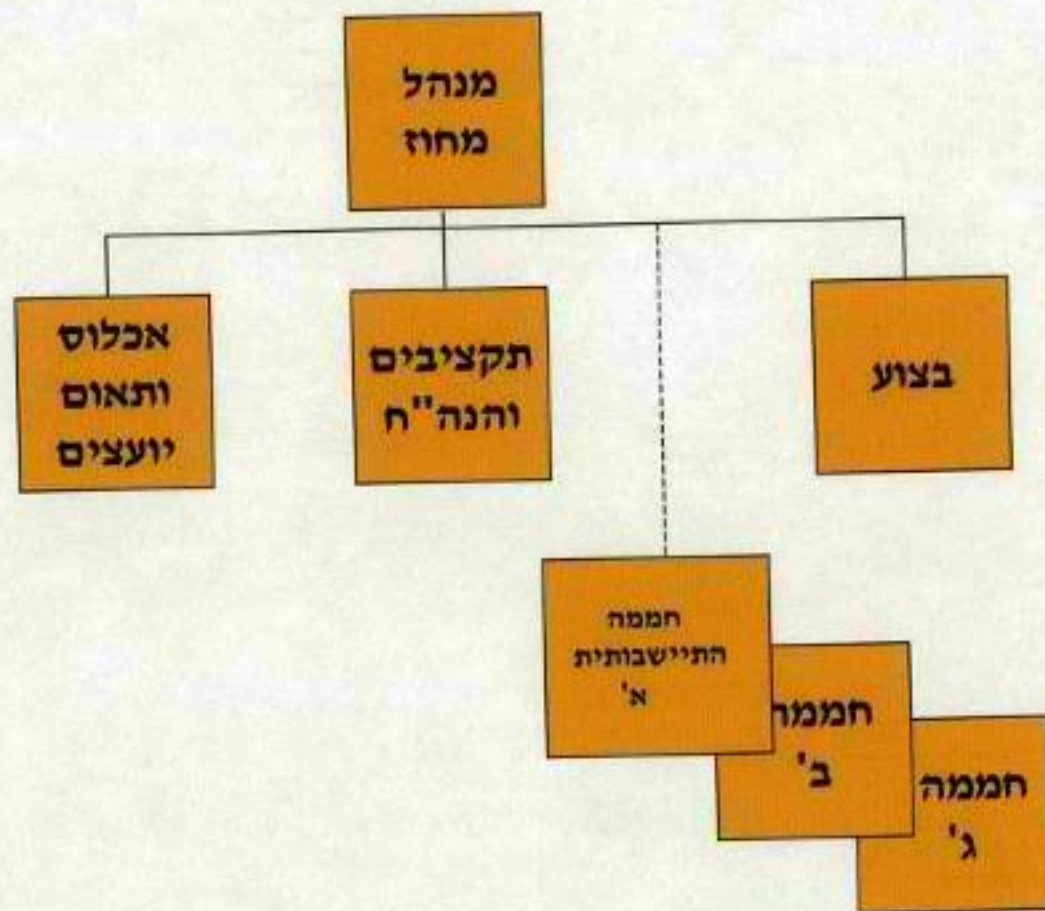 מנהל
מחוז
בצוע
תקציבים
והנה"ח
אכלוס
ותאום
יועצים
חממה
התיישבותית
א'
חממה
ב'
חממה
ג'